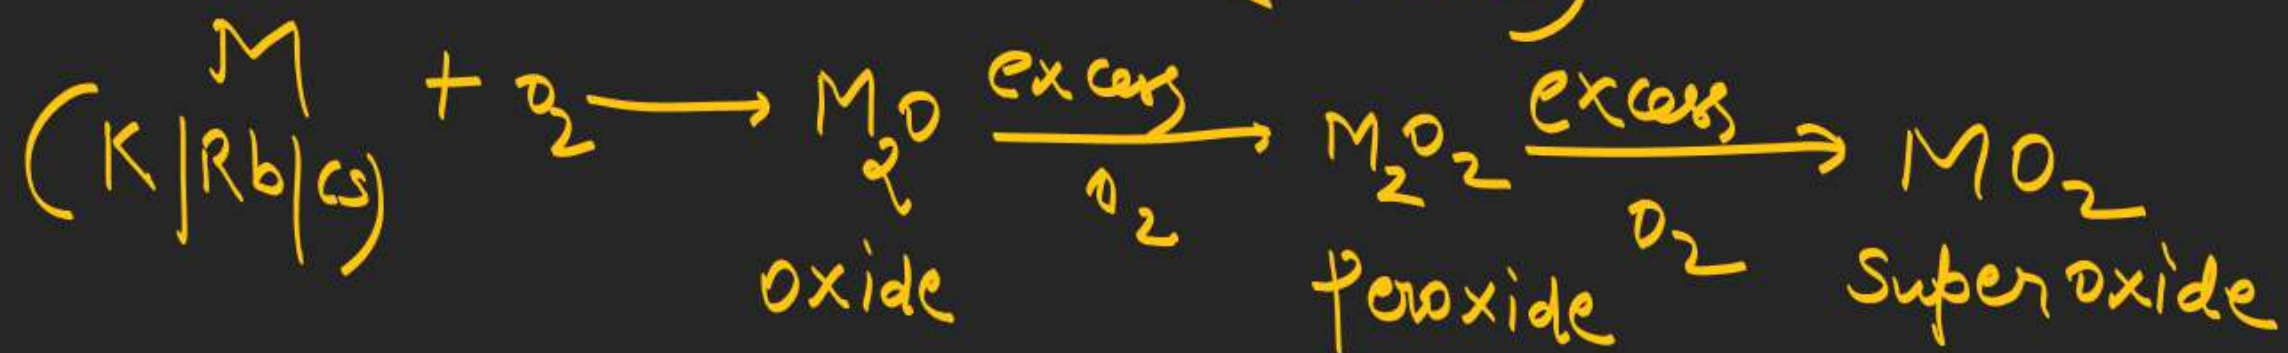 M + O₂ → M₂O excess → M₂O₂ excess → MO₂
(K|Rb|Cs) O₂ O₂
oxide peroxide Superoxide